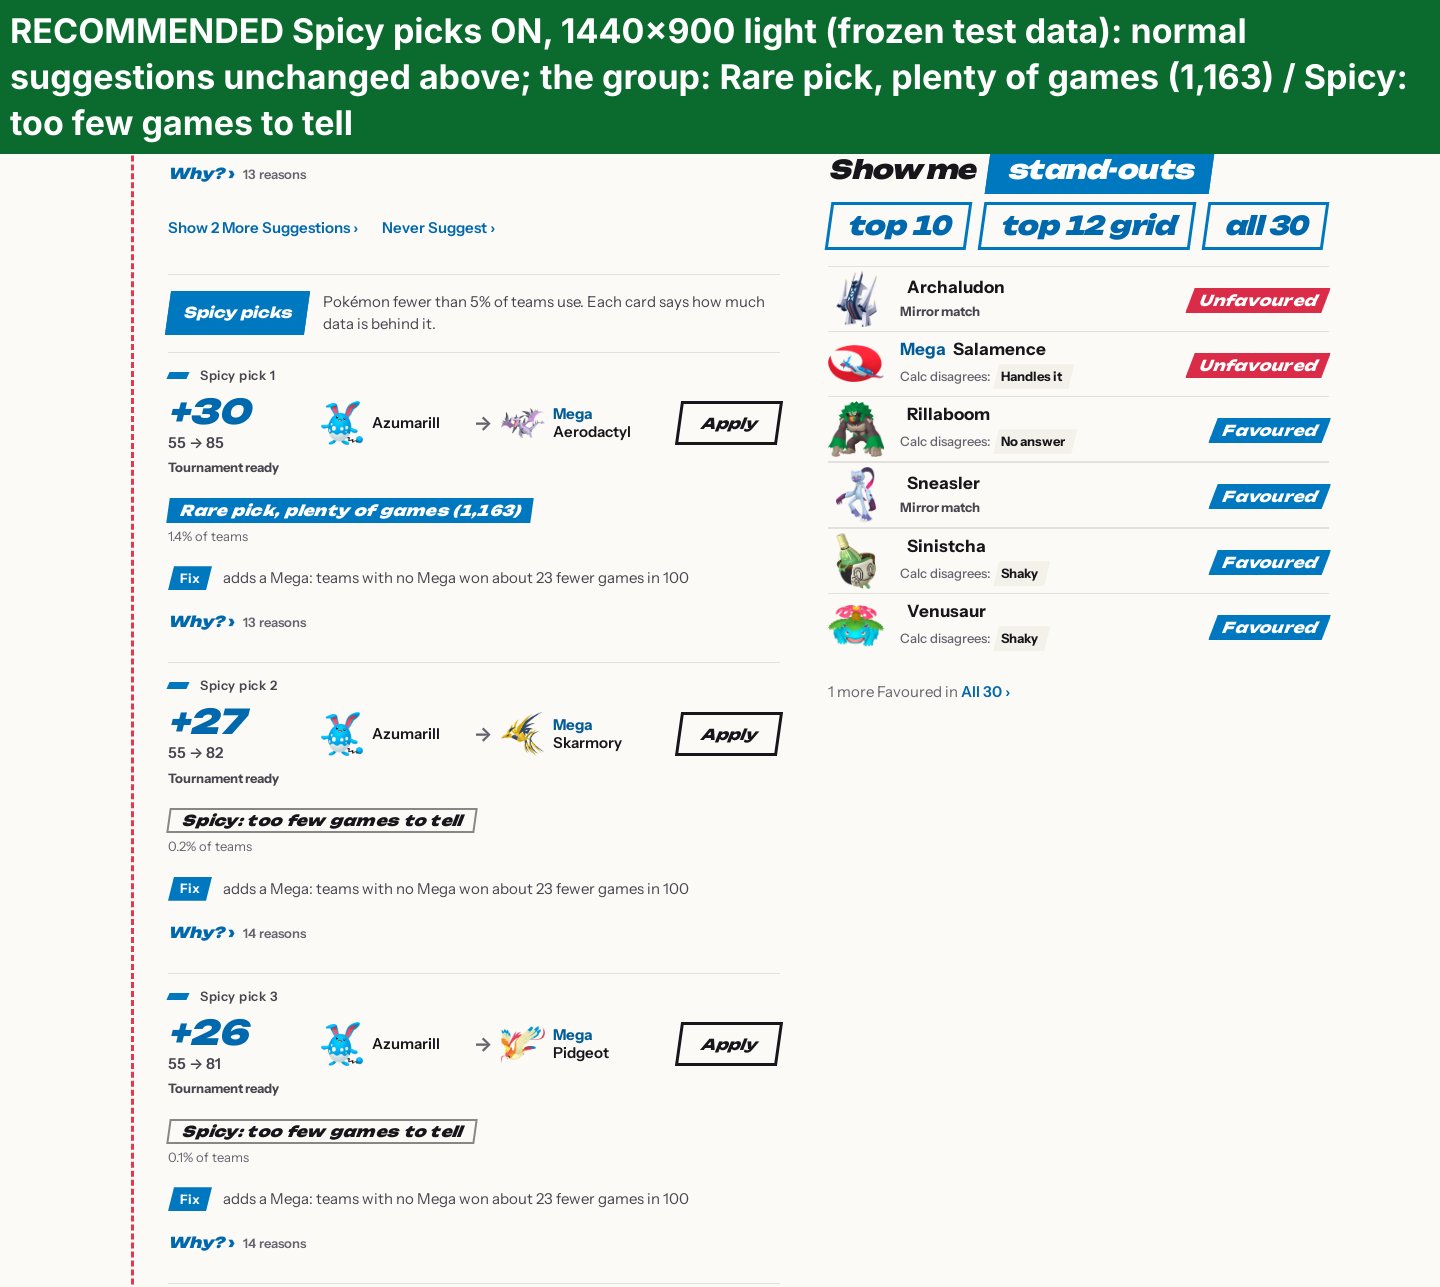 RECOMMENDED Spicy picks ON, 1440×900 light (frozen test data): normal
suggestions unchanged above; the group: Rare pick, plenty of games (1,163) / Spicy:
too few games to tell
Why? › 13 reasons
Show 2 More Suggestions › Never Suggest ›
Spicy picks
Pokémon fewer than 5% of teams use. Each card says how much
data is behind it.
Spicy pick 1
+30
55 → 85
Tournament ready
Azumarill
→
Mega
Aerodactyl
Apply
Rare pick, plenty of games (1,163)
1.4% of teams
Fix adds a Mega: teams with no Mega won about 23 fewer games in 100
Why? › 13 reasons
Spicy pick 2
+27
55 → 82
Tournament ready
Azumarill
→
Mega
Skarmory
Apply
Spicy: too few games to tell
0.2% of teams
Fix adds a Mega: teams with no Mega won about 23 fewer games in 100
Why? › 14 reasons
Spicy pick 3
+26
55 → 81
Tournament ready
Azumarill
→
Mega
Pidgeot
Apply
Spicy: too few games to tell
0.1% of teams
Fix adds a Mega: teams with no Mega won about 23 fewer games in 100
Why? › 14 reasons
Show me stand-outs
top 10 top 12 grid all 30
Archaludon
Mirror match
Unfavoured
Mega Salamence
Calc disagrees: Handles it
Unfavoured
Rillaboom
Calc disagrees: No answer
Favoured
Sneasler
Mirror match
Favoured
Sinistcha
Calc disagrees: Shaky
Favoured
Venusaur
Calc disagrees: Shaky
Favoured
1 more Favoured in All 30 ›